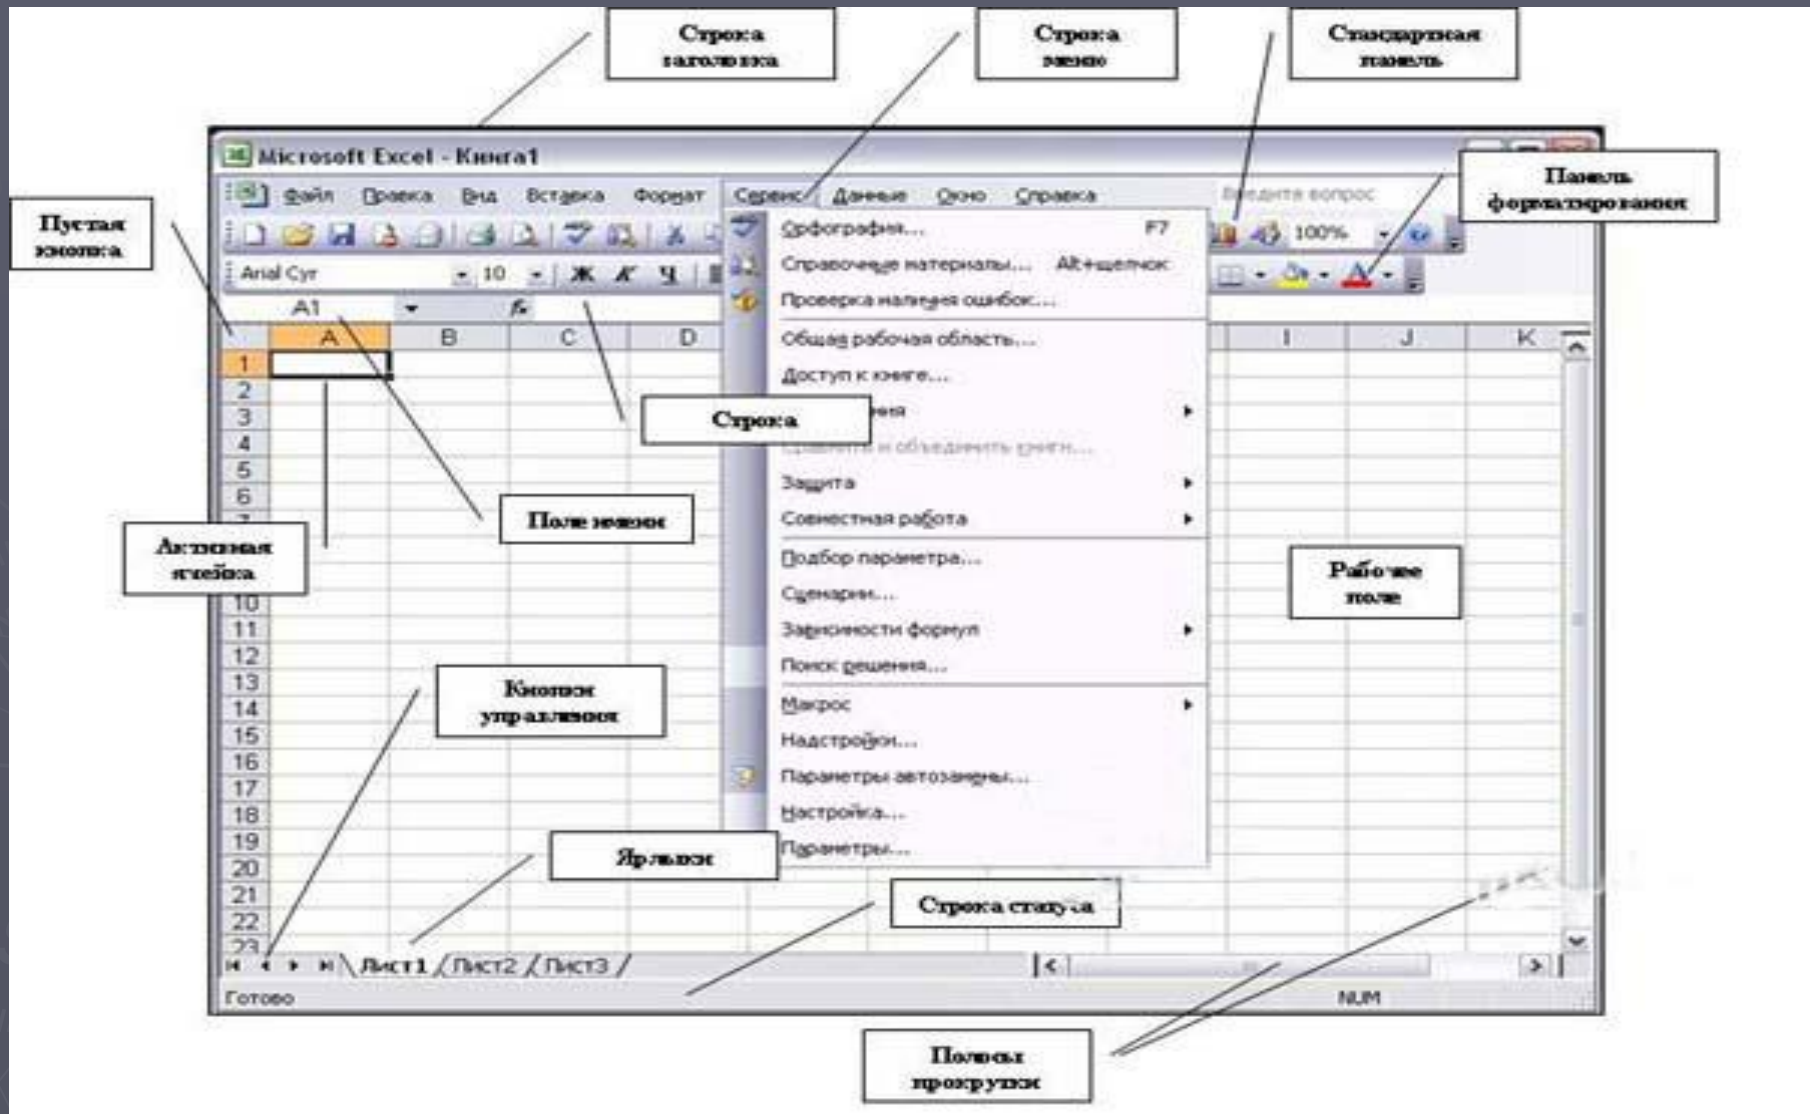 Строка
заголовка
Строка
меню
Стандартная
панель
Microsoft Excel - Книга1
Панель
форматирования
Файл Правка Вид Вставка Формат Сервис Данные Окно Справка Введите вопрос
Пустая
кнопка
100%
Arial Cyr 10 Ж К Ч
A1 fx
A B C D I J K
Орфография... F7
Справочные материалы... Alt+щелчок
Проверка наличия ошибок...
Общая рабочая область...
Доступ к книге...
ния
Сравнить и объединить книги...
Защита
Совместная работа
Подбор параметра...
Сценарии...
Зависимости формул
Поиск решения...
Макрос
Надстройки...
Параметры автозамены...
Настройка...
Параметры...
1
2
3
4
5
6
7
10
11
12
13
14
15
16
17
18
19
20
21
22
23
Строка
Поле имени
Активная
ячейка
Рабочее
поле
Кнопки
управления
Ярлыки
Строка статуса
Лист1 Лист2 Лист3
Готово NUM
Полосы
прокрутки